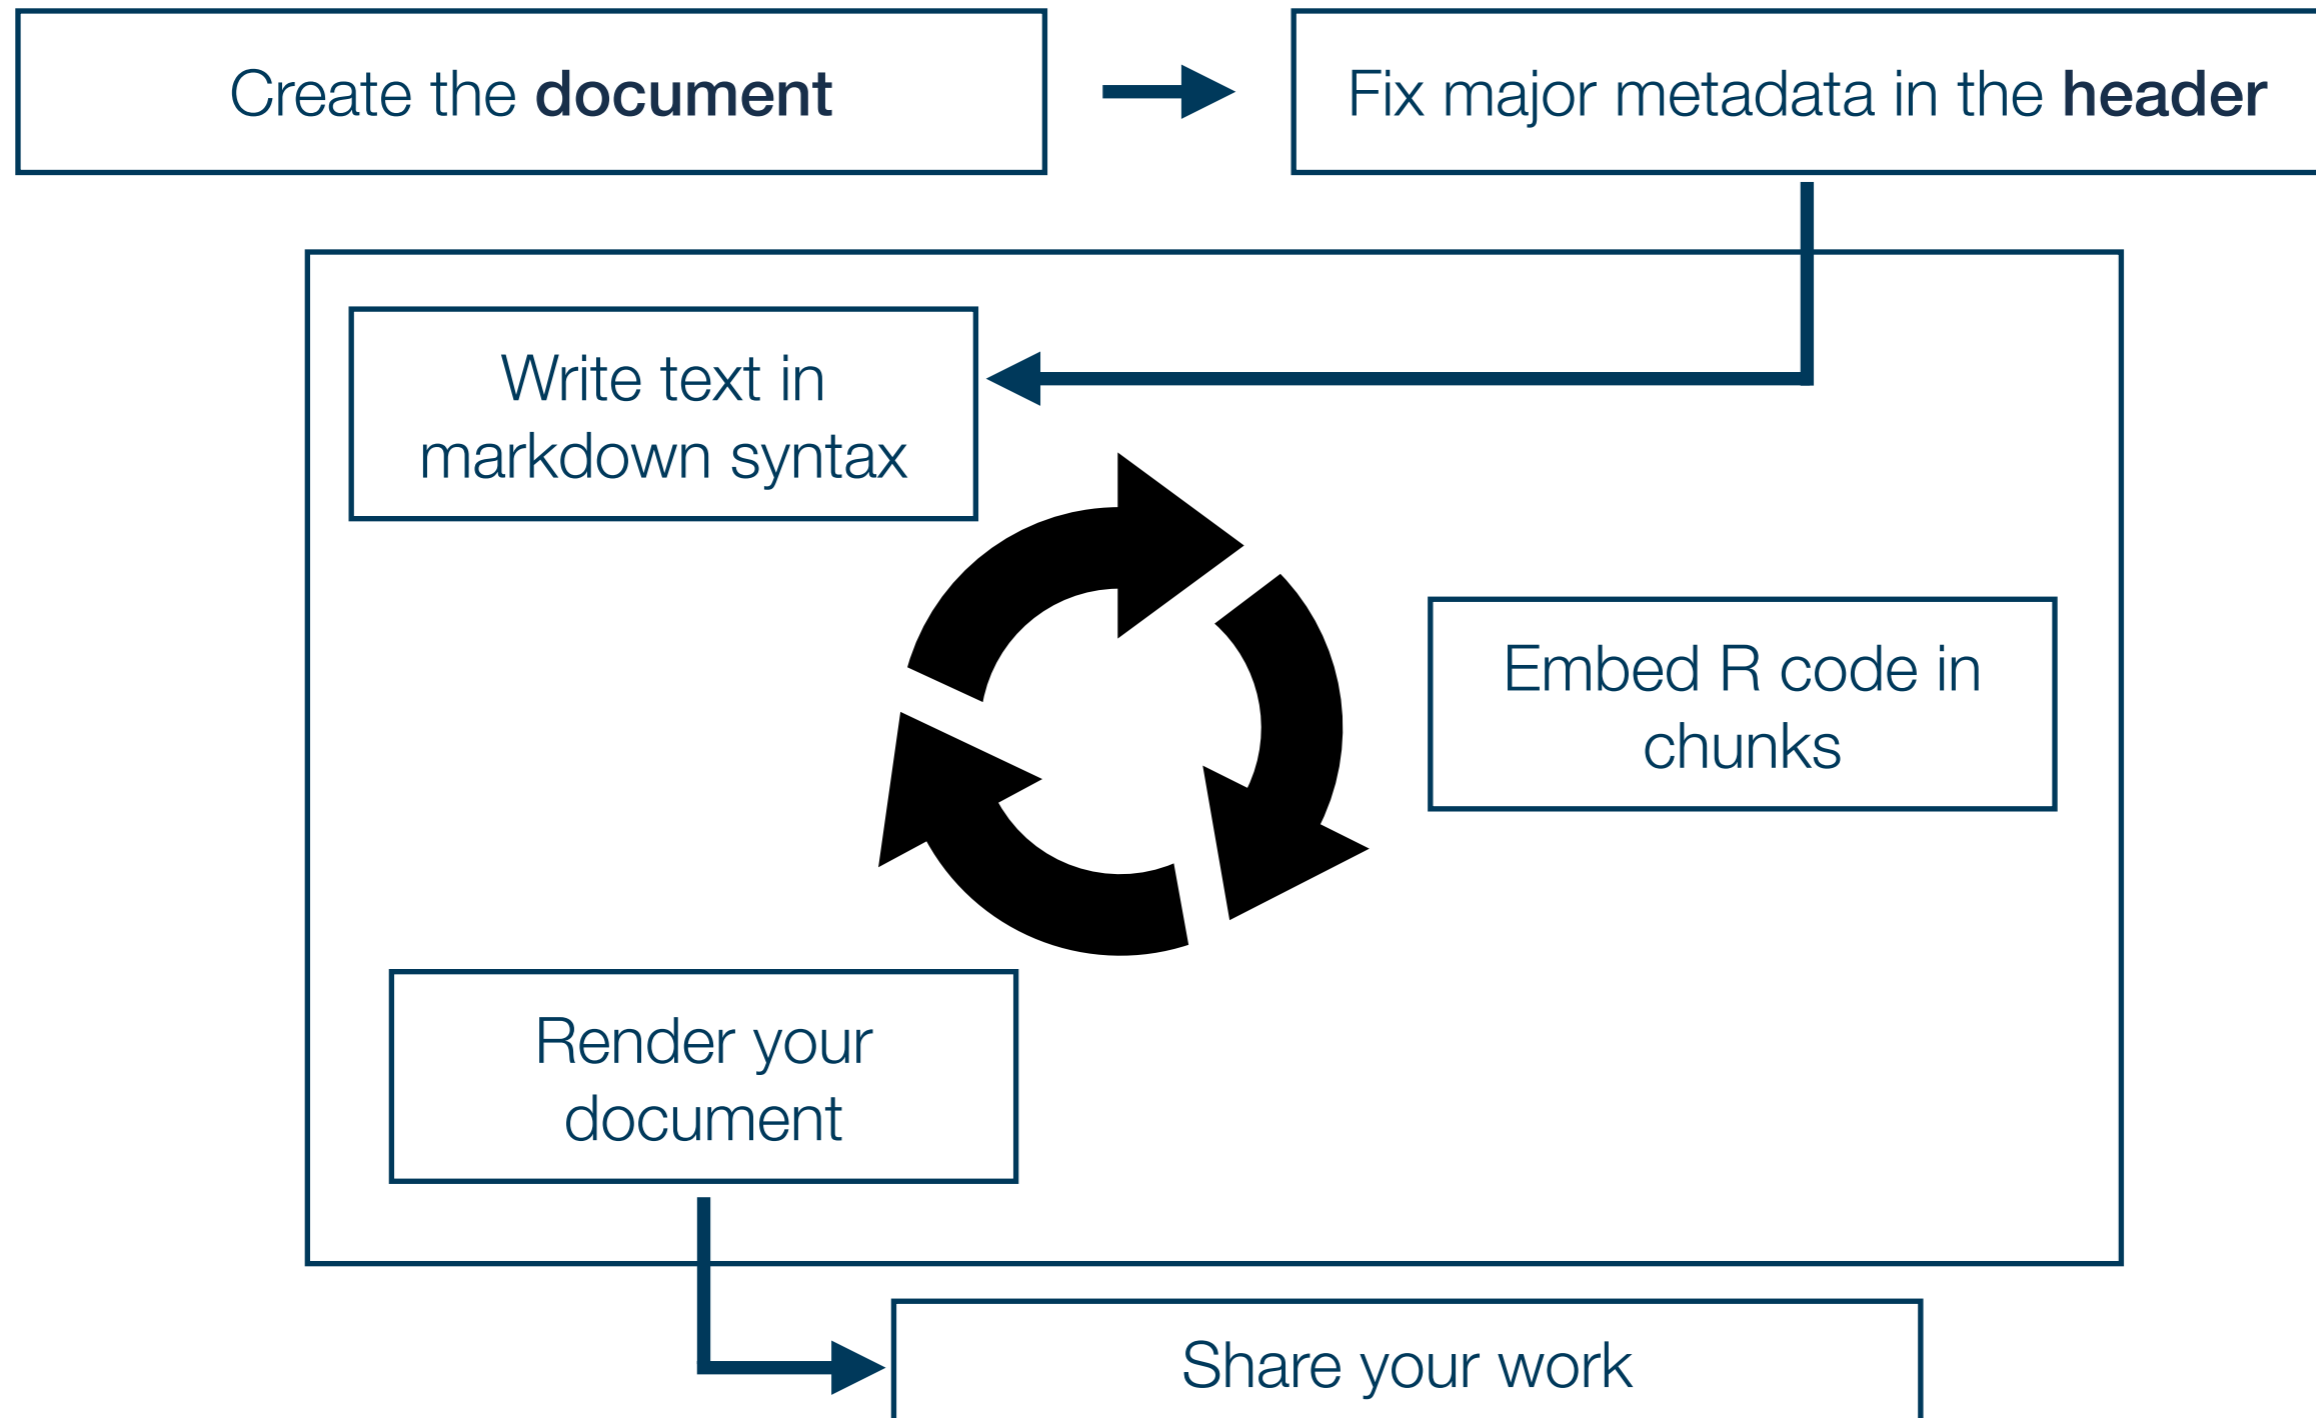 Create the document
Fix major metadata in the header
Write text in
markdown syntax
Embed R code in
chunks
Render your
document
Share your work